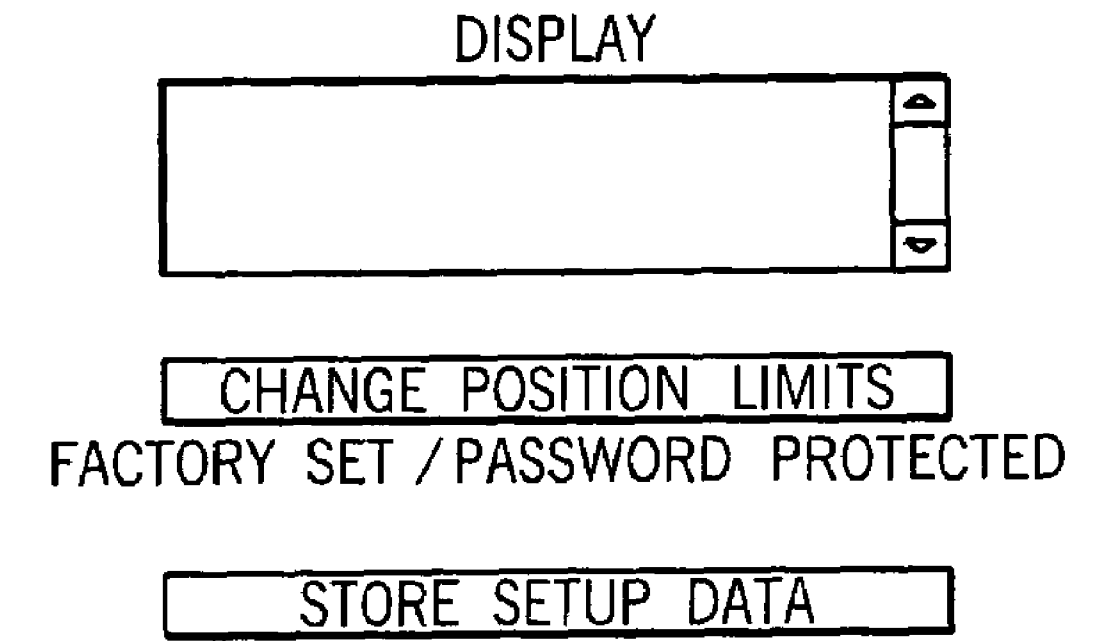 DISPLAY
CHANGE POSITION LIMITS
FACTORY SET / PASSWORD PROTECTED
STORE SETUP DATA